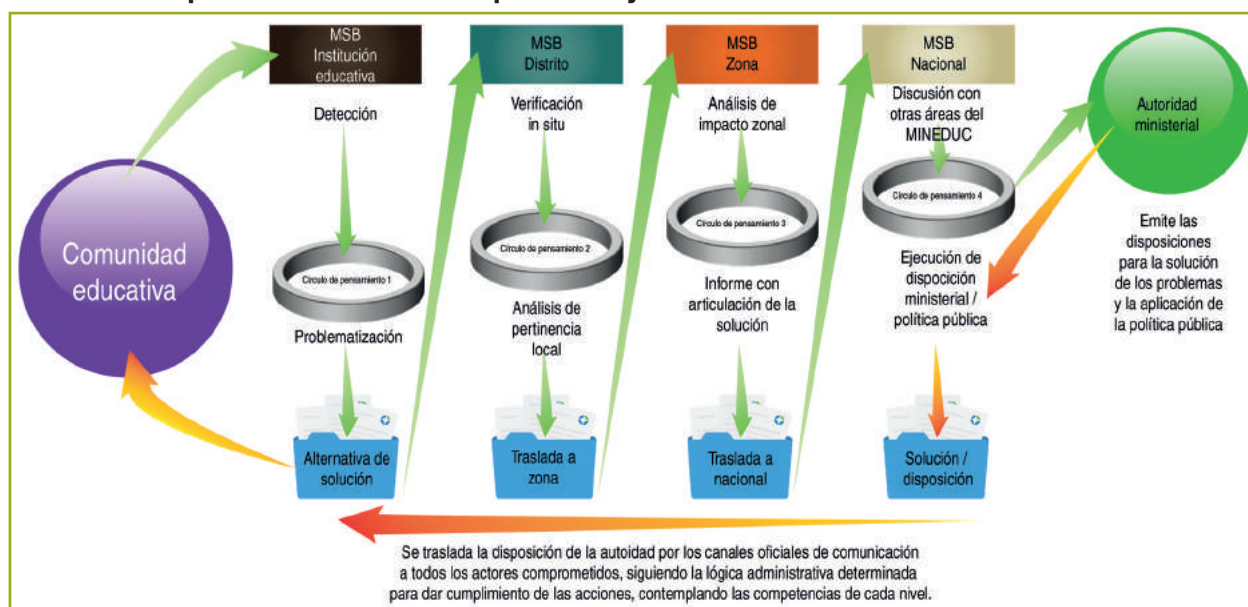 Comunidad
educativa
MSB
Institución
educativa
Detección
Círculo de pensamiento 1
Problematización
Alternativa de
solución
MSB
Distrito
Verificación
in situ
Círculo de pensamiento 2
Análisis de
pertinencia
local
Traslada a
zona
MSB
Zona
Análisis de
impacto zonal
Círculo de pensamiento 3
Informe con
articulación de la
solución
Traslada a
nacional
MSB
Nacional
Discusión con
otras áreas del
MINEDUC
Círculo de pensamiento 4
Ejecución de
dispocición
ministerial /
política pública
Solución /
disposición
Autoridad
ministerial
Emite las
disposiciones
para la solución
de los problemas
y la aplicación de
la política pública
Se traslada la disposición de la autoidad por los canales oficiales de comunicación
a todos los actores comprometidos, siguiendo la lógica administrativa determinada
para dar cumplimiento de las acciones, contemplando las competencias de cada nivel.